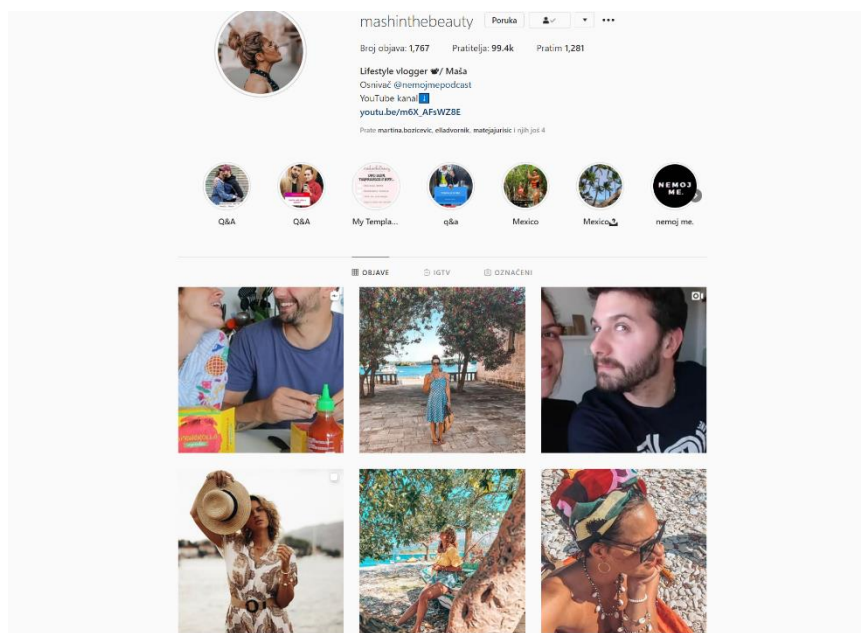 mashinthebeauty Poruka
Broj objava: 1,767 Pratitelja: 99.4k Pratim 1,281
Lifestyle vlogger / Maša
Osnivač @nemojmepodcast
YouTube kanal
youtu.be/m6X_AFsWZ8E
Prate martina.bozicevic, elladvornik, matejajurisic i njih još 4
NEMOJ
ME.
Q&A Q&A My Templa... q&a Mexico Mexico nemoj me.
OBJAVE IGTV OZNAČENI